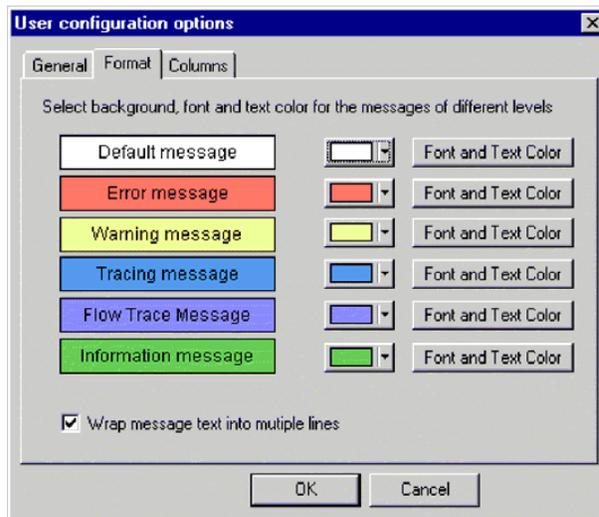 User configuration options
General Format Columns
Select background, font and text color for the messages of different levels
Default message Font and Text Color
Error message Font and Text Color
Warning message Font and Text Color
Tracing message Font and Text Color
Flow Trace Message Font and Text Color
Information message Font and Text Color
Wrap message text into mutiple lines
OK Cancel